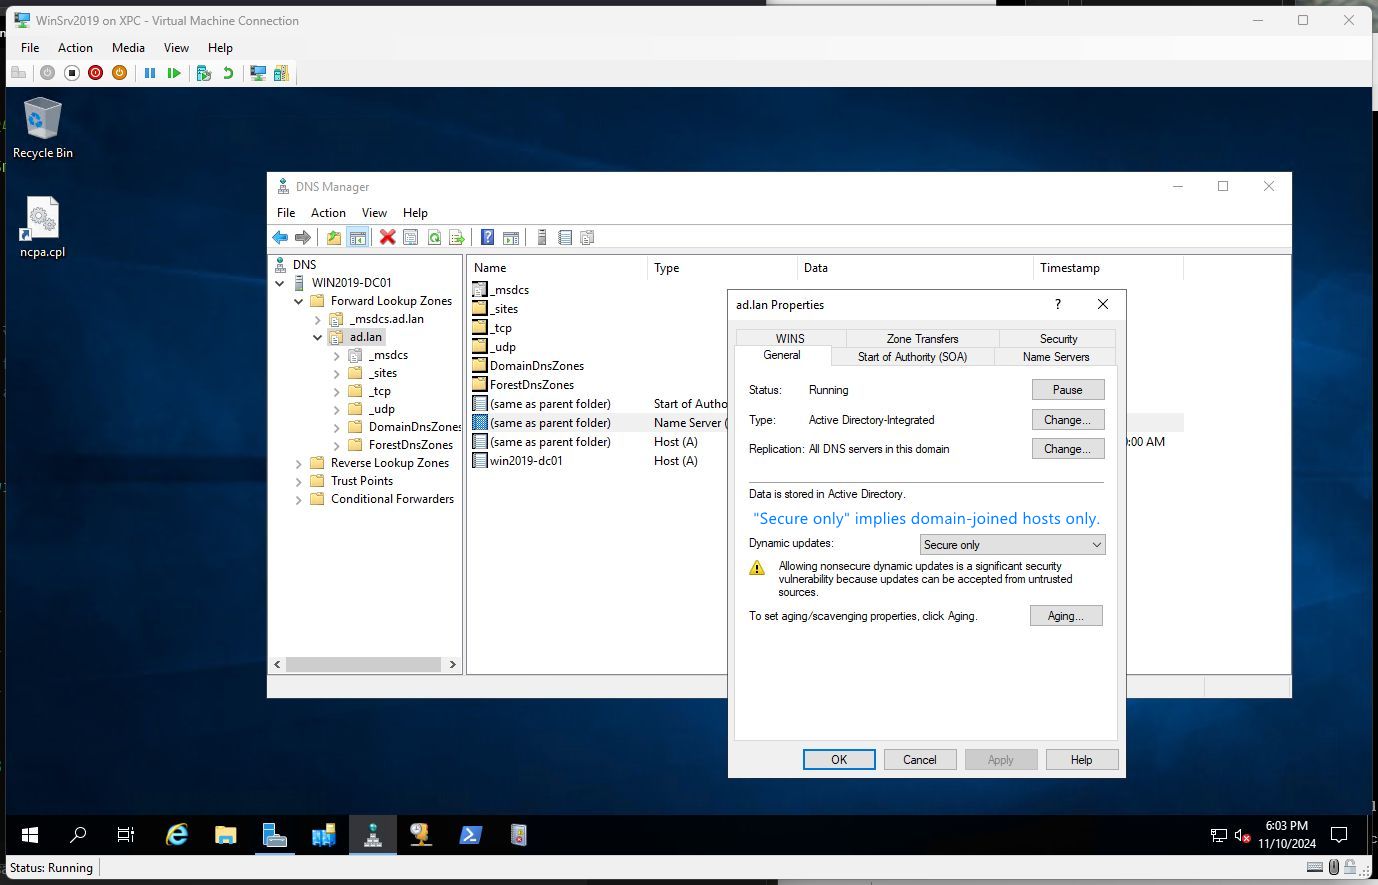 WinSrv2019 on XPC - Virtual Machine Connection
File Action Media View Help
Recycle Bin
ncpa.cpl
DNS Manager
File Action View Help
DNS
WIN2019-DC01
Forward Lookup Zones
_msdcs.ad.lan
ad.lan
_msdcs
_sites
_tcp
_udp
DomainDnsZones
ForestDnsZones
Reverse Lookup Zones
Trust Points
Conditional Forwarders
Name Type Data Timestamp
_msdcs
_sites
_tcp
_udp
DomainDnsZones
ForestDnsZones
(same as parent folder) Start of Autho
(same as parent folder) Name Server (
(same as parent folder) Host (A) 0:00 AM
win2019-dc01 Host (A)
ad.lan Properties ?
WINS Zone Transfers Security
General Start of Authority (SOA) Name Servers
Status: Running Pause
Type: Active Directory-Integrated Change...
Replication: All DNS servers in this domain Change...
Data is stored in Active Directory.
"Secure only" implies domain-joined hosts only.
Dynamic updates: Secure only
Allowing nonsecure dynamic updates is a significant security
vulnerability because updates can be accepted from untrusted
sources.
To set aging/scavenging properties, click Aging. Aging...
OK Cancel Apply Help
6:03 PM
11/10/2024
Status: Running